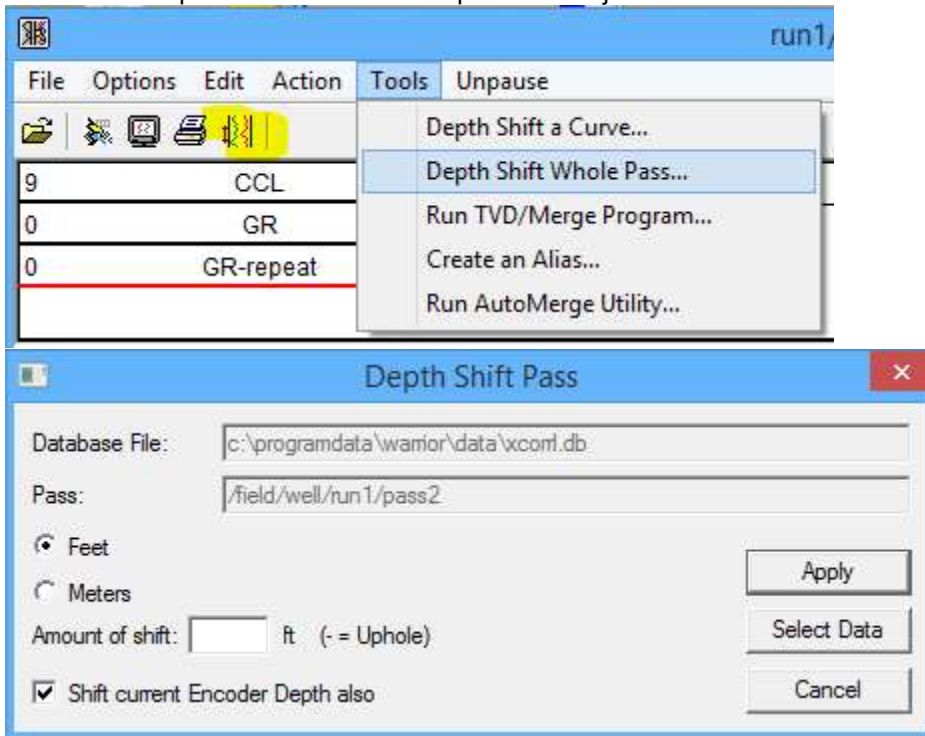 run1/
File Options Edit Action Tools Unpause
Depth Shift a Curve...
9 CCL
Depth Shift Whole Pass...
0 GR
Run TVD/Merge Program...
0 GR-repeat
Create an Alias...
Run AutoMerge Utility...
Depth Shift Pass
Database File: c:\programdata\warrior\data\xcorrl.db
Pass: /field/well/run1/pass2
Feet
Meters
Apply
Amount of shift: ft (- = Uphole)
Select Data
Shift current Encoder Depth also
Cancel